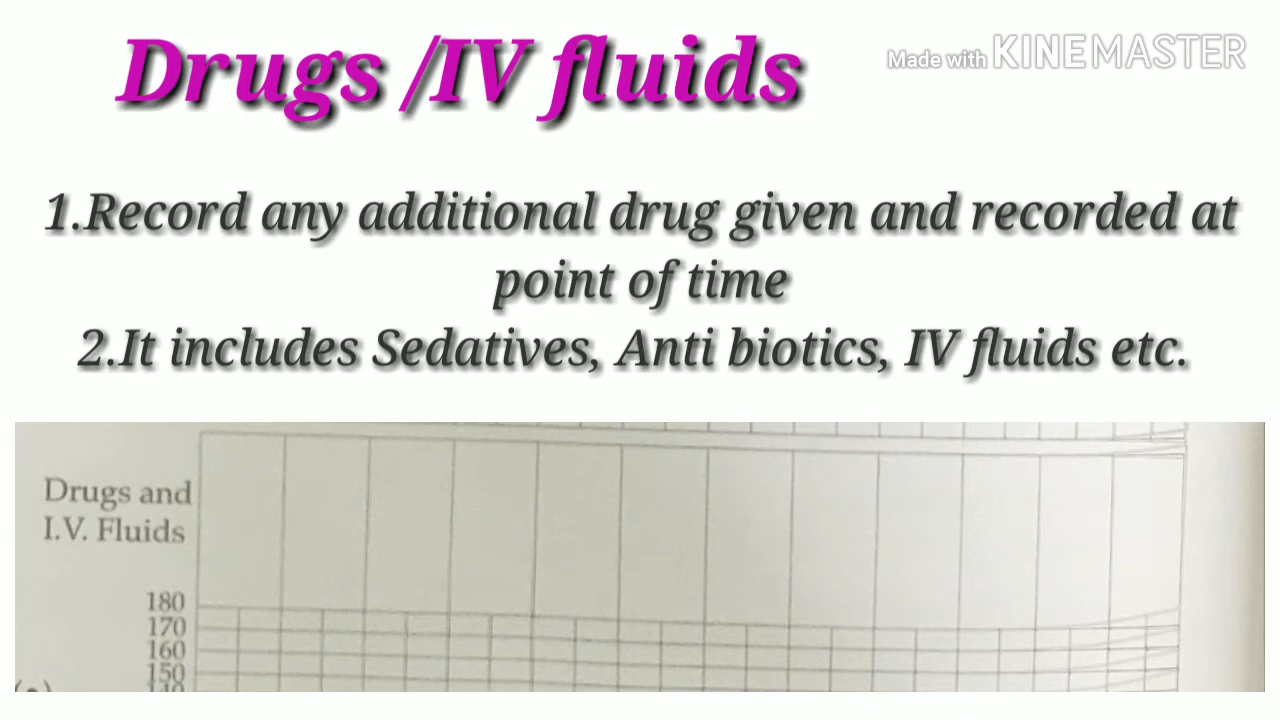 Drugs /IV fluids
Made with KINEMASTER
1.Record any additional drug given and recorded at
point of time
2.It includes Sedatives, Anti biotics, IV fluids etc.
Drugs and
I.V. Fluids
180
170
160
150
140